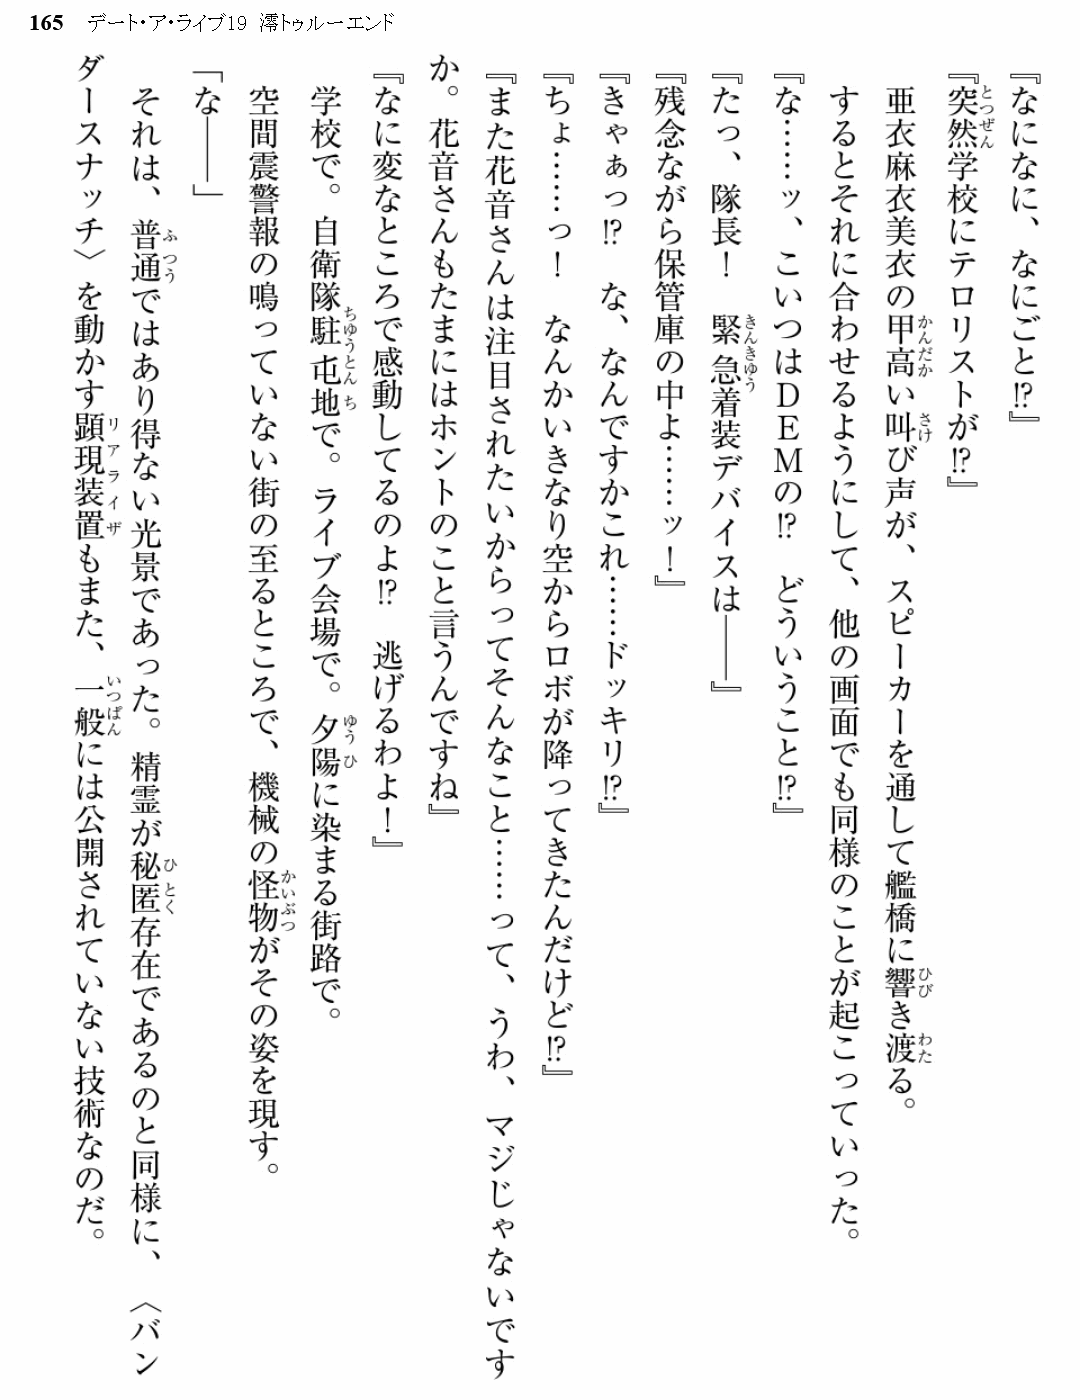 165 デート・ア・ライブ19 澪トゥルーエンド
『なになに、なにごと⁉』
『突然学校にテロリストが⁉』
亜衣麻衣美衣の甲高い叫び声が、スピーカーを通して艦橋に響き渡る。
するとそれに合わせるようにして、他の画面でも同様のことが起こっていった。
『な……ッ、こいつはＤＥＭの⁉　どういうこと⁉』
『たっ、隊長！　緊急着装デバイスは――』
『残念ながら保管庫の中よ……ッ！』
『きゃぁっ⁉　な、なんですかこれ……ドッキリ⁉』
『ちょ……っ！　なんかいきなり空からロボが降ってきたんだけど⁉』
『また花音さんは注目されたいからってそんなこと……って、うわ、マジじゃないです
か。花音さんもたまにはホントのこと言うんですね』
『なに変なところで感動してるのよ⁉　逃げるわよ！』
学校で。自衛隊駐屯地で。ライブ会場で。夕陽に染まる街路で。
空間震警報の鳴っていない街の至るところで、機械の怪物がその姿を現す。
「な――」
それは、普通ではあり得ない光景であった。精霊が秘匿存在であるのと同様に、〈バン
ダースナッチ〉を動かす顕現装置もまた、一般には公開されていない技術なのだ。